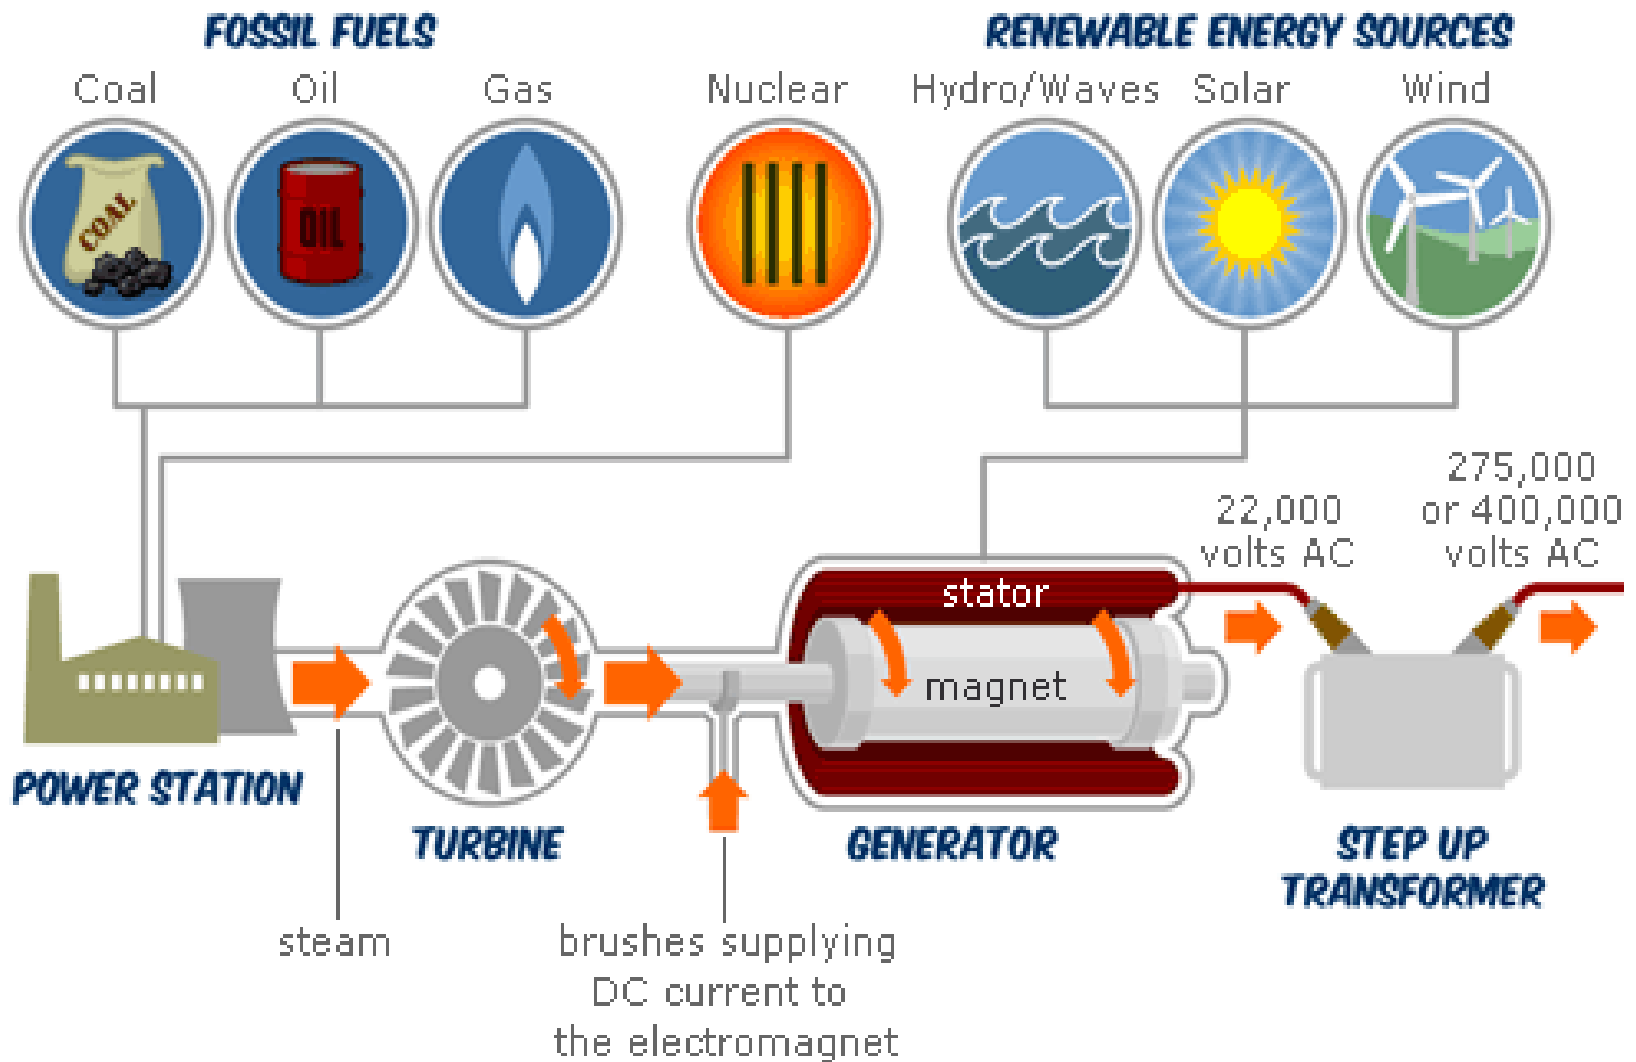 FOSSIL FUELS
RENEWABLE ENERGY SOURCES
Coal
Oil
Gas
Nuclear
Hydro/Waves
Solar
Wind
COAL
OIL
22,000
volts AC
275,000
or 400,000
volts AC
stator
magnet
POWER STATION
TURBINE
GENERATOR
STEP UP
TRANSFORMER
steam
brushes supplying
DC current to
the electromagnet